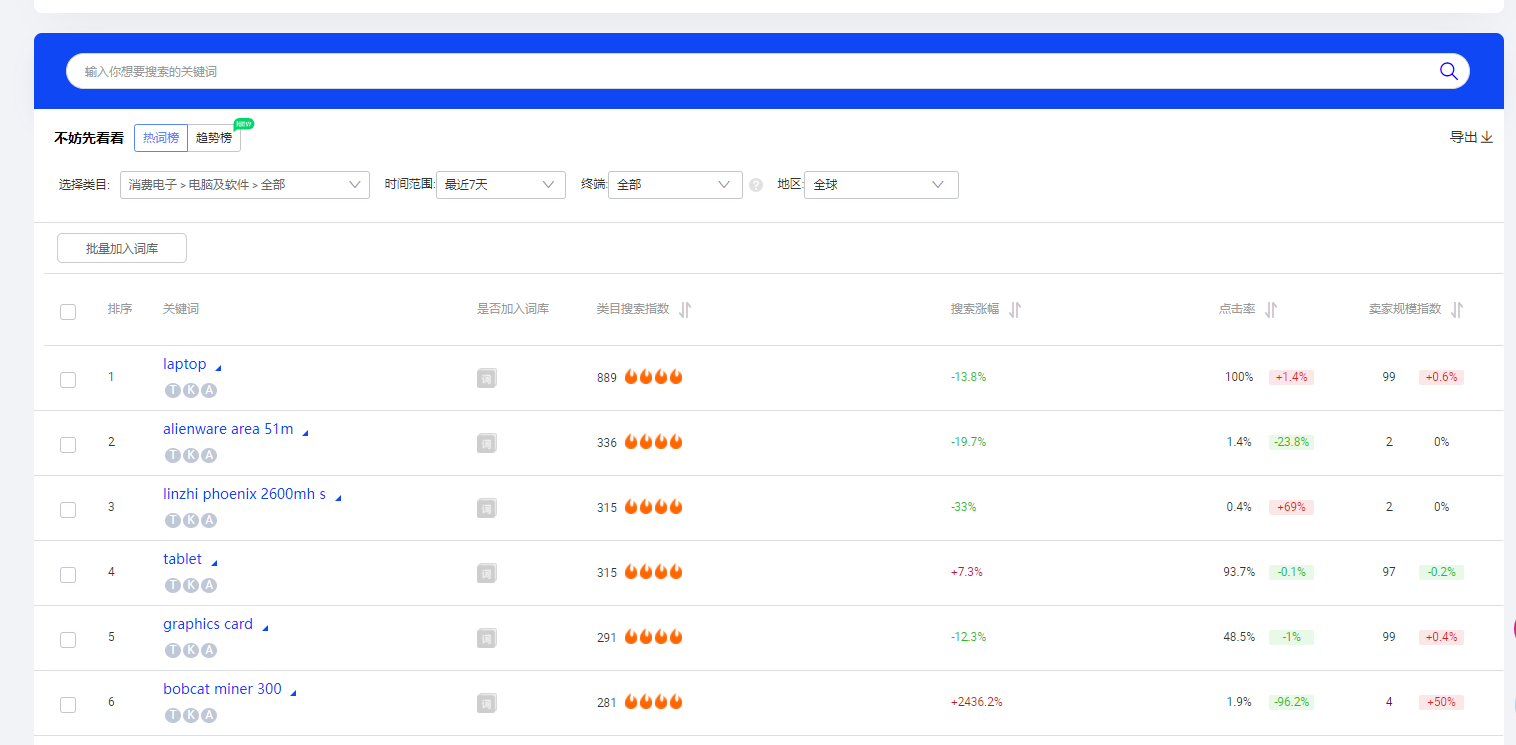 输入你想要搜索的关键词
不妨先看看 热词榜 趋势榜 New 导出
选择类目: 消费电子 > 电脑及软件 > 全部 时间范围: 最近7天 终端: 全部 ? 地区: 全球
批量加入词库
排序 关键词 是否加入词库 类目搜索指数 搜索涨幅 点击率 卖家规模指数
1 laptop 词 889 -13.8% 100% +1.4% 99 +0.6%
T K A
2 alienware area 51m 词 336 -19.7% 1.4% -23.8% 2 0%
T K A
3 linzhi phoenix 2600mh s 词 315 -33% 0.4% +69% 2 0%
T K A
4 tablet 词 315 +7.3% 93.7% -0.1% 97 -0.2%
T K A
5 graphics card 词 291 -12.3% 48.5% -1% 99 +0.4%
T K A
6 bobcat miner 300 词 281 +2436.2% 1.9% -96.2% 4 +50%
T K A